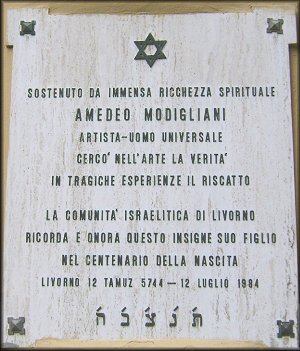 SOSTENUTO DA IMMENSA RICCHEZZA SPIRITUALE
AMEDEO MODIGLIANI
ARTISTA-UOMO UNIVERSALE
CERCO' NELL'ARTE LA VERITA'
IN TRAGICHE ESPERIENZE IL RISCATTO
LA COMUNITA' ISRAELITICA DI LIVORNO
RICORDA E ONORA QUESTO INSIGNE SUO FIGLIO
NEL CENTENARIO DELLA NASCITA
LIVORNO 12 TAMUZ 5744 — 12 LUGLIO 1984
ת נ צ ב ה